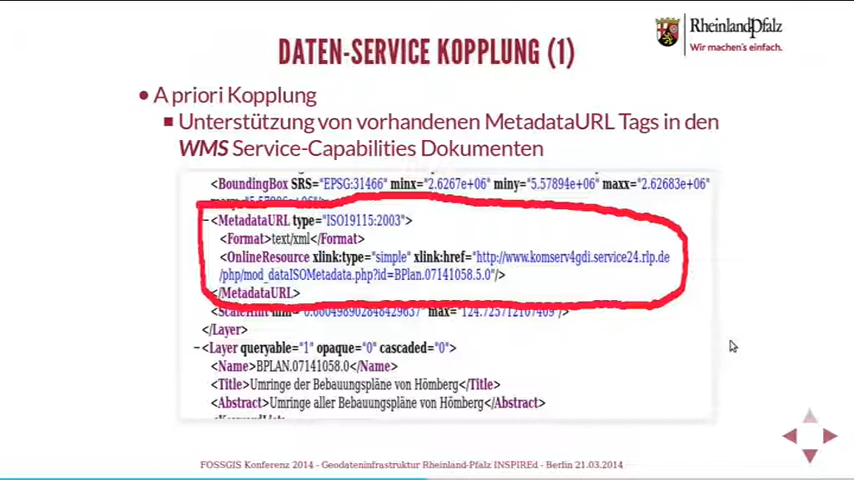 RheinlandPfalz
Wir machen's einfach.
DATEN-SERVICE KOPPLUNG (1)
A priori Kopplung
Unterstützung von vorhandenen MetadataURL Tags in den
WMS Service-Capabilities Dokumenten
<BoundingBox SRS="EPSG:31466" minx="2.6267e+06" miny="5.57894e+06" maxx="2.62683e+06"
−<MetadataURL type="ISO19115:2003">
<Format>text/xml</Format>
<OnlineResource xlink:type="simple" xlink:href="http://www.komserv4gdi.service24.rlp.de
/php/mod_dataISOMetadata.php?id=BPlan.07141058.5.0"/>
</MetadataURL>
</Layer>
−<Layer queryable="1" opaque="0" cascaded="0">
<Name>BPLAN.07141058.0</Name>
<Title>Umringe der Bebauungspläne von Hömberg</Title>
<Abstract>Umringe aller Bebauungspläne von Hömberg</Abstract>
FOSSGIS Konferenz 2014 - Geodateninfrastruktur Rheinland-Pfalz INSPIREd - Berlin 21.03.2014